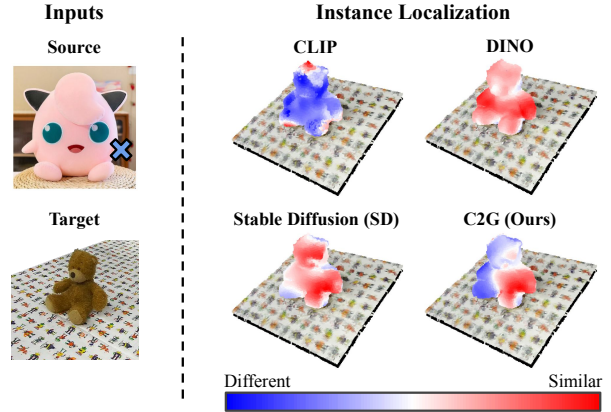 Inputs
Instance Localization
Source
CLIP
DINO
Target
Stable Diffusion (SD)
C2G (Ours)
Different
Similar